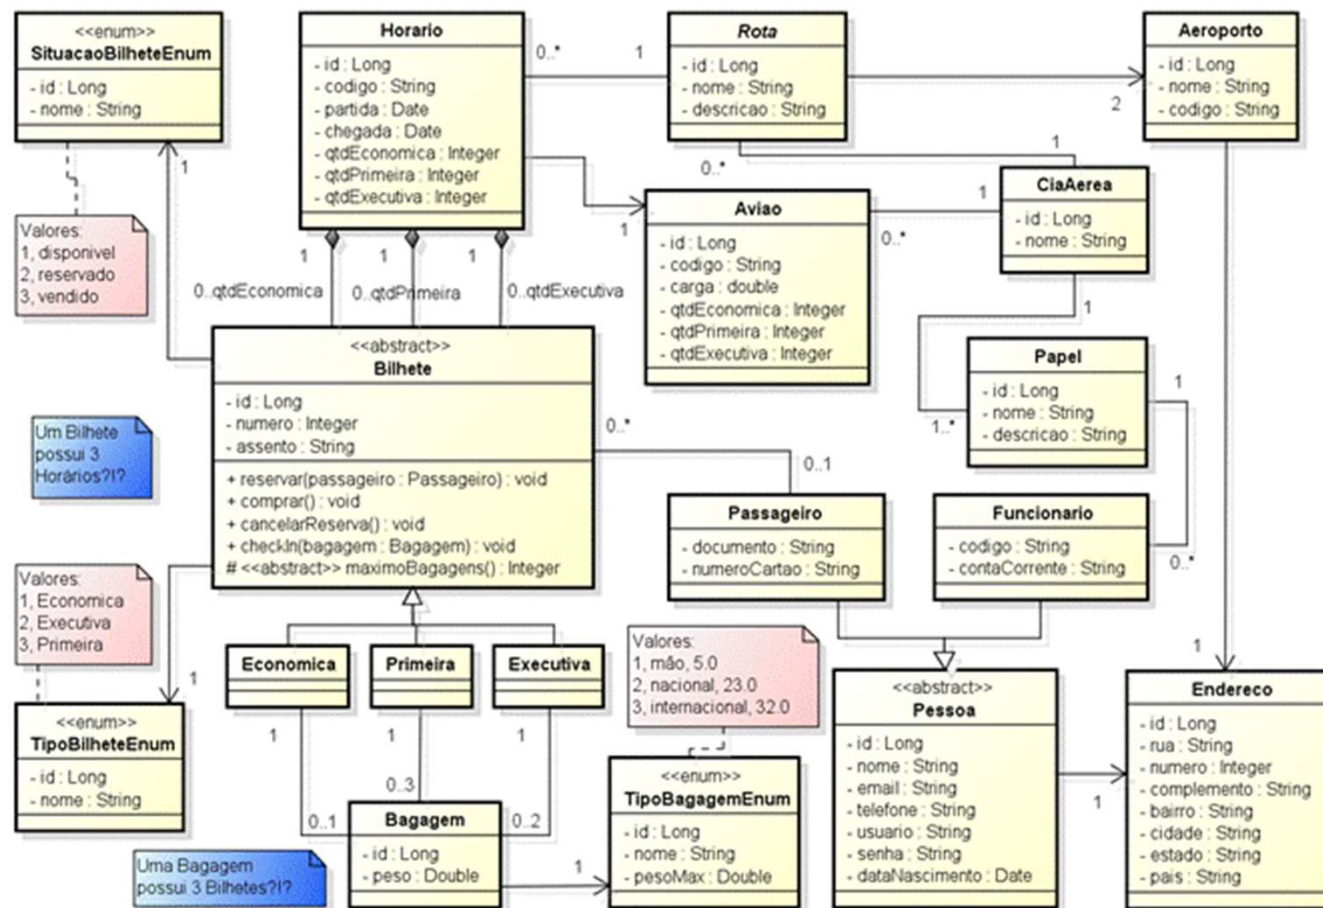 <<enum>>
SituacaoBilheteEnum
- id : Long
- nome : String
Horario
- id : Long
- codigo : String
- partida : Date
- chegada : Date
- qtdEconomica : Integer
- qtdPrimeira : Integer
- qtdExecutiva : Integer
0..*
1
Rota
- id : Long
- nome : String
- descricao : String
2
Aeroporto
- id : Long
- nome : String
- codigo : String
1
Valores:
1, disponivel
2, reservado
3, vendido
1
0..*
1
CiaAerea
- id : Long
- nome : String
Aviao
- id : Long
- codigo : String
- carga : double
- qtdEconomica : Integer
- qtdPrimeira : Integer
- qtdExecutiva : Integer
1
0..*
1
1
1
1
0..qtdEconomica
0..qtdPrimeira
0..qtdExecutiva
1
1..*
Papel
- id : Long
- nome : String
- descricao : String
1
0..*
<<abstract>>
Bilhete
- id : Long
- numero : Integer
- assento : String
+ reservar(passageiro : Passageiro) : void
+ comprar() : void
+ cancelarReserva() : void
+ checkIn(bagagem : Bagagem) : void
# <<abstract>> maximoBagagens() : Integer
Um Bilhete
possui 3
Horários?!?
0..*
0..1
Passageiro
- documento : String
- numeroCartao : String
Funcionario
- codigo : String
- contaCorrente : String
Valores:
1, Economica
2, Executiva
3, Primeira
1
<<enum>>
TipoBilheteEnum
- id : Long
- nome : String
Economica
Primeira
Executiva
1
1
1
0..1
0..3
0..2
Bagagem
- id : Long
- peso : Double
1
Uma Bagagem
possui 3 Bilhetes?!?
Valores:
1, mão, 5.0
2, nacional, 23.0
3, internacional, 32.0
<<enum>>
TipoBagagemEnum
- id : Long
- nome : String
- pesoMax : Double
<<abstract>>
Pessoa
- id : Long
- nome : String
- email : String
- telefone : String
- usuario : String
- senha : String
- dataNascimento : Date
1
1
Endereco
- id : Long
- rua : String
- numero : Integer
- complemento : String
- bairro : String
- cidade : String
- estado : String
- pais : String